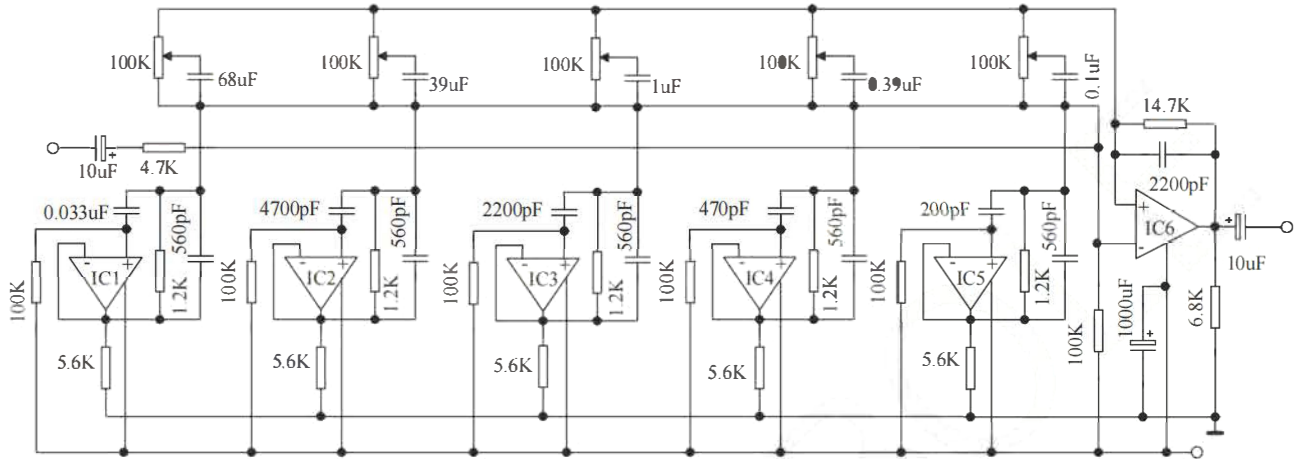 100K
68uF
100K
39uF
100K
1uF
100K
0.39uF
100K
0.1uF
14.7K
10uF
4.7K
2200pF
0.033uF
560pF
4700pF
560pF
2200pF
560pF
470pF
560pF
200pF
560pF
+
IC6
-
10uF
100K
- +
IC1
1.2K
100K
- +
IC2
1.2K
100K
- +
IC3
1.2K
100K
- +
IC4
1.2K
100K
- +
IC5
1.2K
100K
1000uF
6.8K
5.6K
5.6K
5.6K
5.6K
5.6K